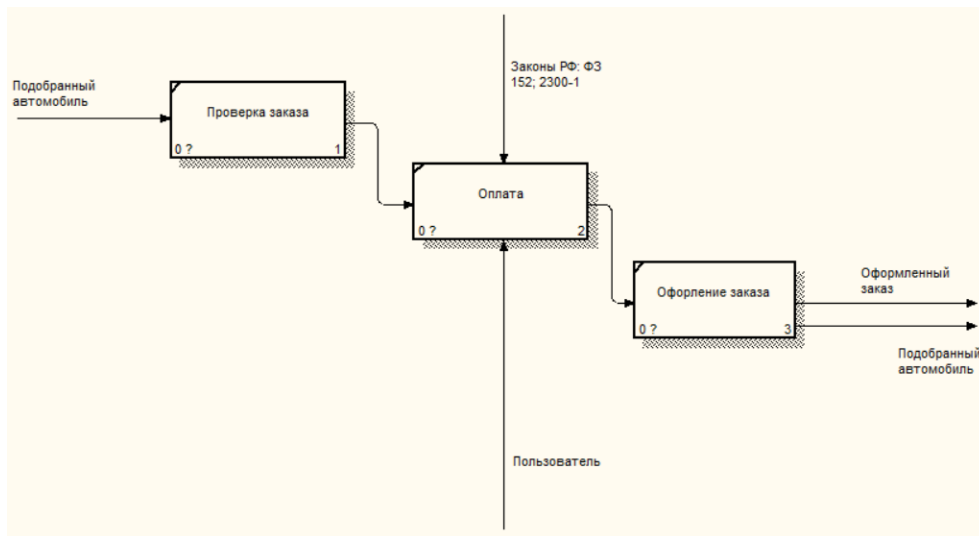 Законы РФ: ФЗ
152; 2300-1
Подобранный
автомобиль
Проверка заказа
0 ?
1
Оплата
0 ?
2
Офорление заказа
0 ?
3
Оформленный
заказ
Подобранный
автомобиль
Пользователь